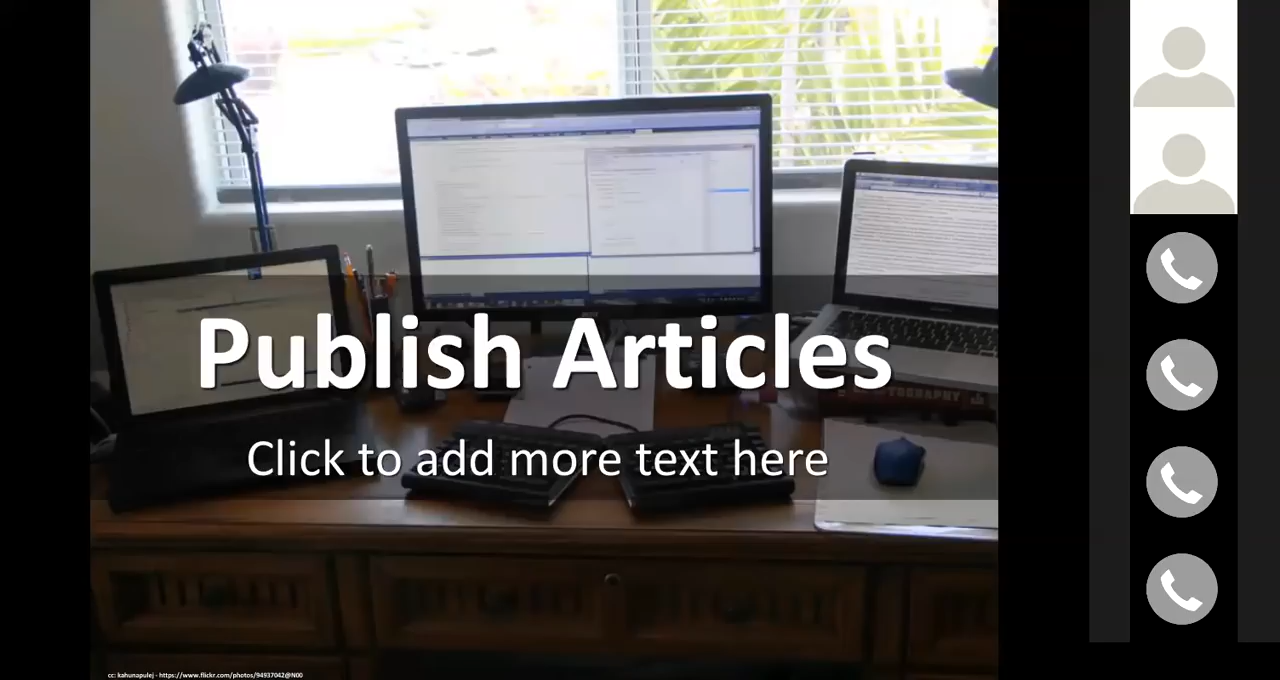 Publish Articles
Click to add more text here
cc: kahunapulej - https://www.flickr.com/photos/94937042@N00